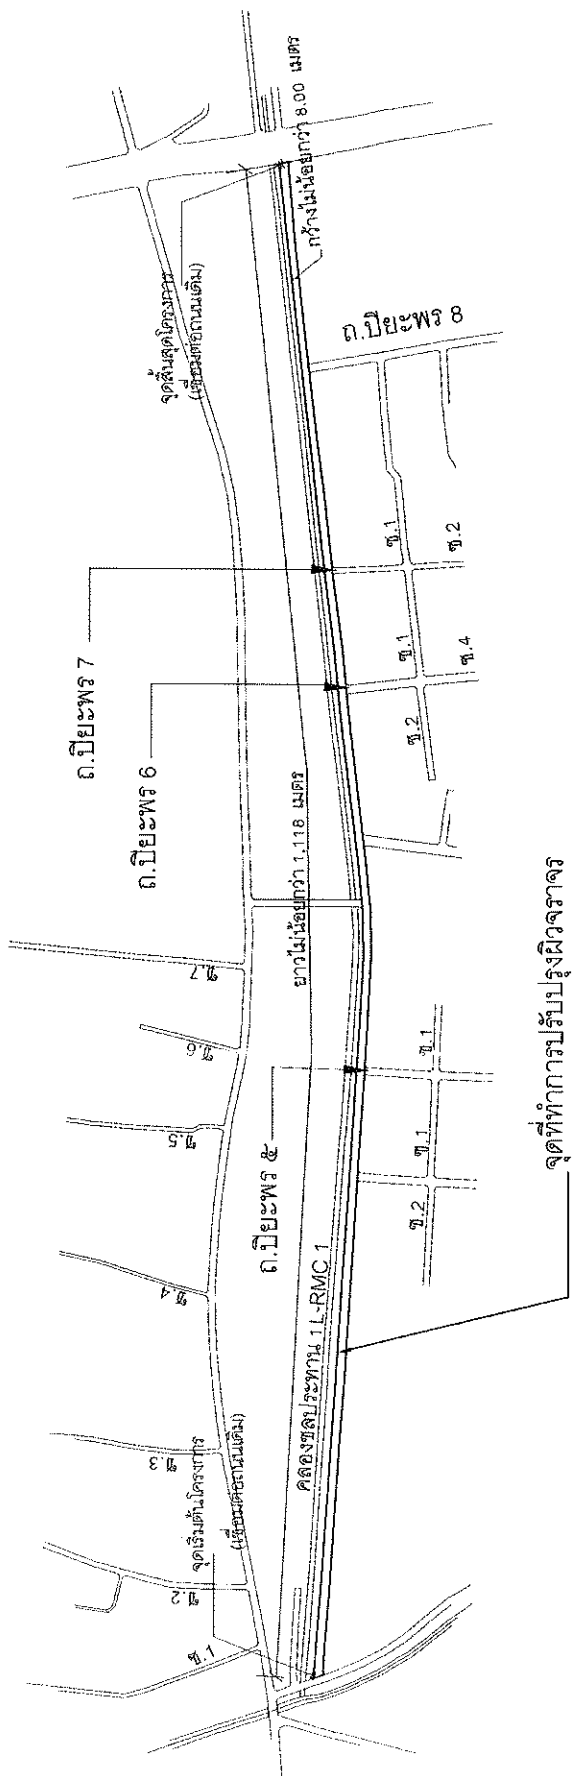 จุดสิ้นสุดโครงการ
(เชื่อมต่อถนนเดิม)
กว้างไม่น้อยกว่า 8.00 เมตร
ถ.ปิยะพร 8
ถ.ปิยะพร 7
ถ.ปิยะพร 6
ซ.1
ซ.2
ซ.1
ซ.4
ซ.2
ยาวไม่น้อยกว่า 1,118 เมตร
ซ.7
ซ.6
ซ.5
ซ.4
ซ.3
ซ.2
ซ.1
ถ.ปิยะพร ๕
ซ.1
ซ.1
ซ.2
คลองชลประทาน 1L-RMC 1
จุดเริ่มต้นโครงการ
(เชื่อมต่อถนนเดิม)
จุดที่ทำการปรับปรุงผิวจราจร